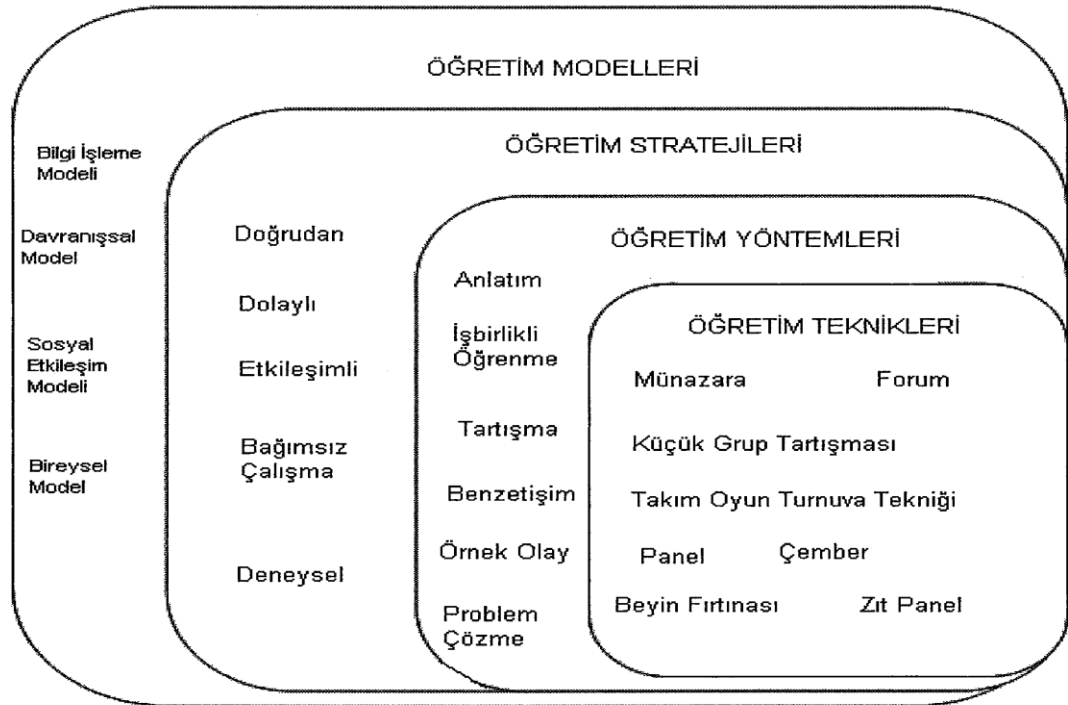 ÖĞRETİM MODELLERİ
Bilgi İşleme
Modeli
Davranışsal
Model
Sosyal
Etkileşim
Modeli
Bireysel
Model
ÖĞRETİM STRATEJİLERİ
Doğrudan
Dolaylı
Etkileşimli
Bağımsız
Çalışma
Deneysel
ÖĞRETİM YÖNTEMLERİ
Anlatım
İşbirlikli
Öğrenme
Tartışma
Benzetişim
Örnek Olay
Problem
Çözme
ÖĞRETİM TEKNİKLERİ
Münazara Forum
Küçük Grup Tartışması
Takım Oyun Turnuva Tekniği
Panel Çember
Beyin Fırtınası Zıt Panel